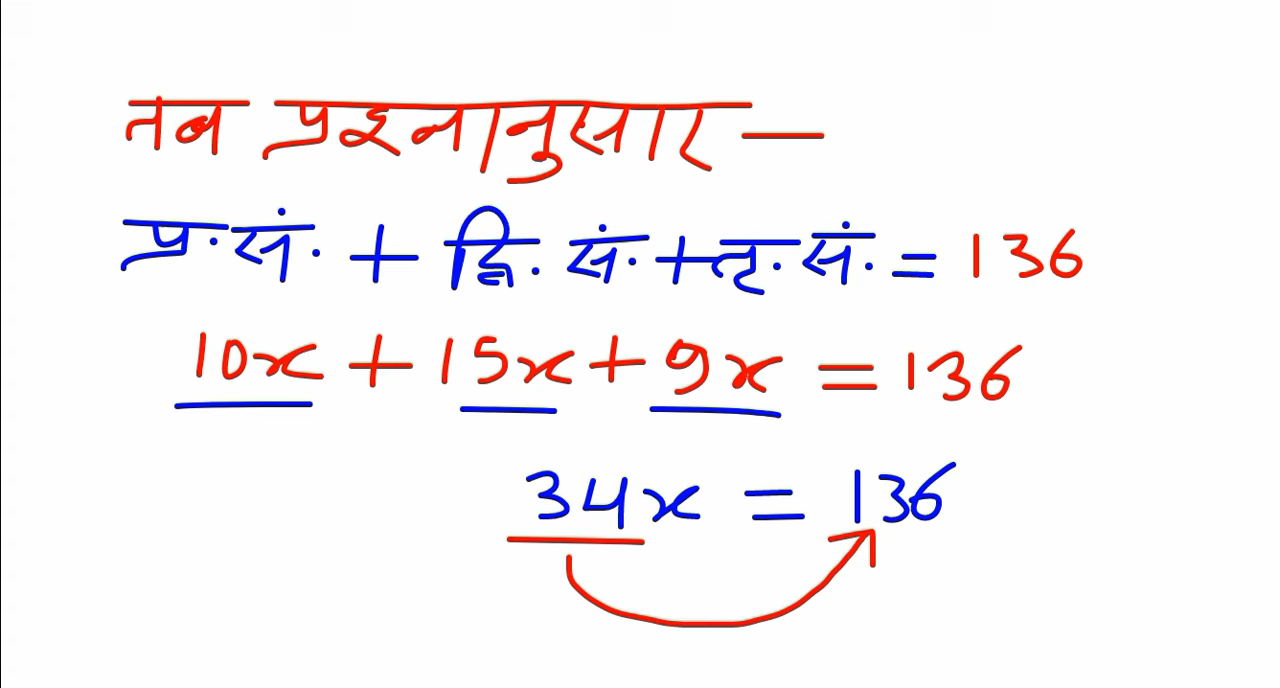 तब प्रश्नानुसार —
प्र.सं. + द्वि. सं. + तृ. सं. = 136
10x + 15x + 9x = 136
34x = 136